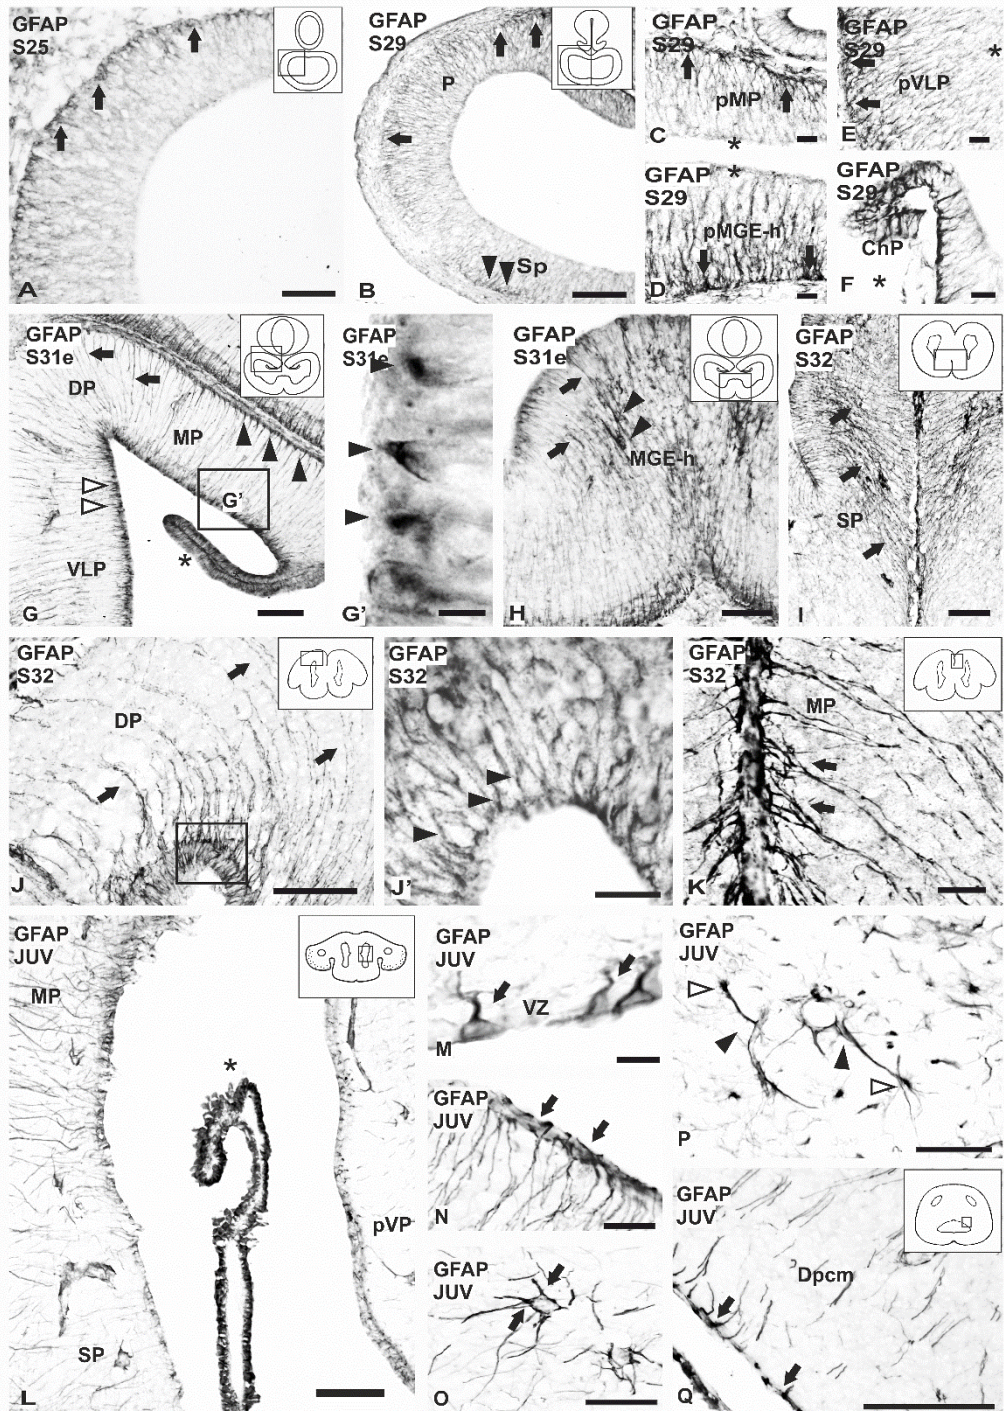 GFAP
S25
A
GFAP
S29
P
Sp
B
GFAP
S29
pMP
C
*
GFAP
S29
*
pMGE-h
D
GFAP
S29
*
pVLP
E
GFAP
S29
ChP
*
F
GFAP
S31e
DP
MP
G'
*
VLP
G
GFAP
S31e
G'
GFAP
S31e
MGE-h
H
GFAP
S32
SP
I
GFAP
S32
DP
J
GFAP
S32
J'
GFAP
S32
MP
K
GFAP
JUV
MP
*
pVP
SP
L
GFAP
JUV
VZ
M
GFAP
JUV
N
GFAP
JUV
O
GFAP
JUV
P
GFAP
JUV
Dpcm
Q